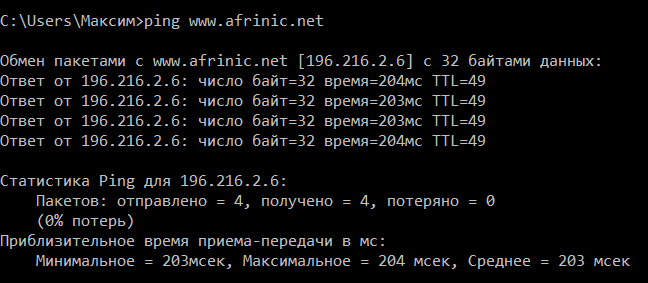 C:\Users\Максим>ping www.afrinic.net
Обмен пакетами с www.afrinic.net [196.216.2.6] с 32 байтами данных:
Ответ от 196.216.2.6: число байт=32 время=204мс TTL=49
Ответ от 196.216.2.6: число байт=32 время=203мс TTL=49
Ответ от 196.216.2.6: число байт=32 время=203мс TTL=49
Ответ от 196.216.2.6: число байт=32 время=204мс TTL=49
Статистика Ping для 196.216.2.6:
Пакетов: отправлено = 4, получено = 4, потеряно = 0
(0% потерь)
Приблизительное время приема-передачи в мс:
Минимальное = 203мсек, Максимальное = 204 мсек, Среднее = 203 мсек